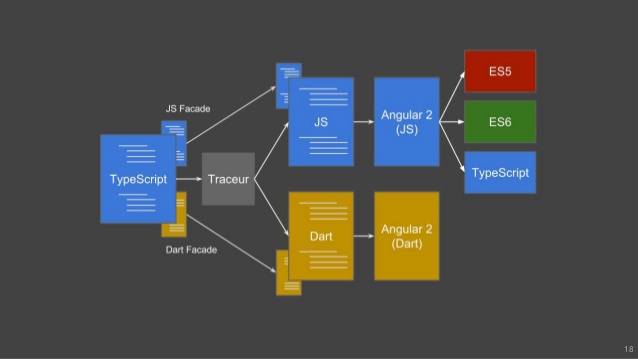 JS Facade
TypeScript
Dart Facade
Traceur
JS
Dart
Angular 2
(JS)
Angular 2
(Dart)
ES5
ES6
TypeScript
18